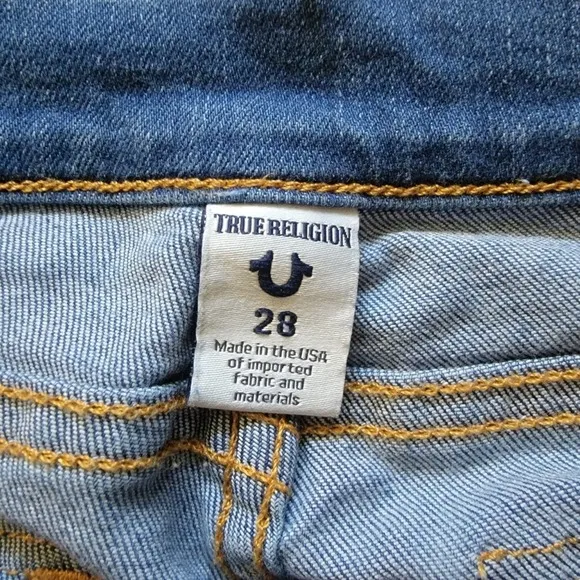 TRUE RELIGION
28
Made in the USA
of imported
fabric and
materials